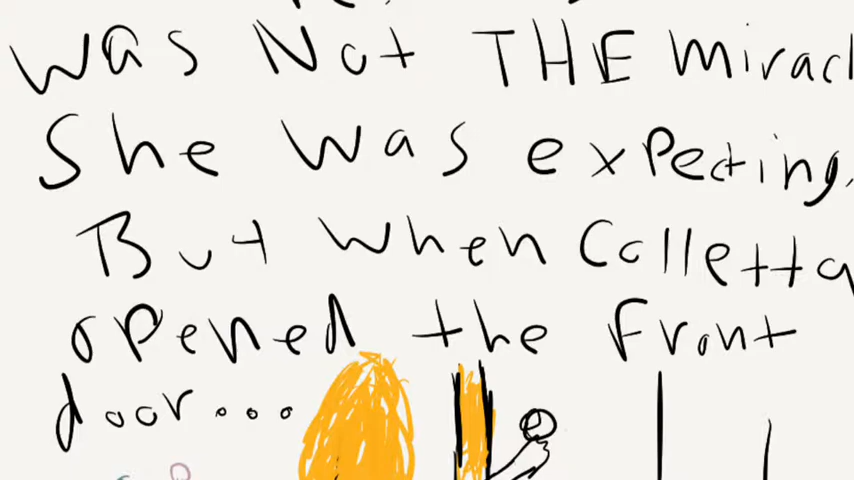 was Not THE miracl
She was expecting.
But when Colletta
opened the front
door...